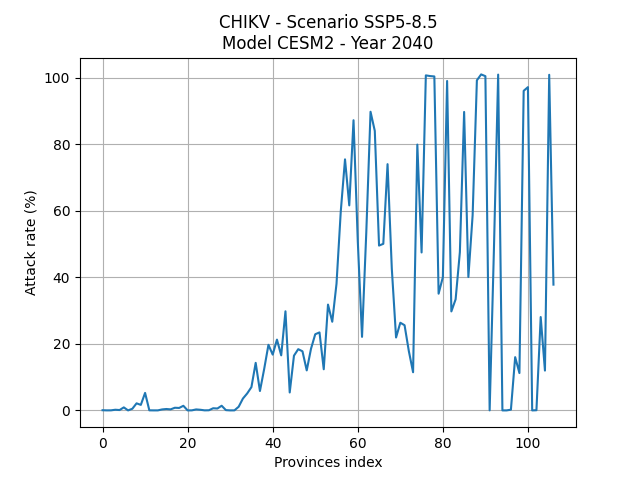 CHIKV - Scenario SSP5-8.5
Model CESM2 - Year 2040
Attack rate (%)
100
80
60
40
20
0
0 20 40 60 80 100
Provinces index